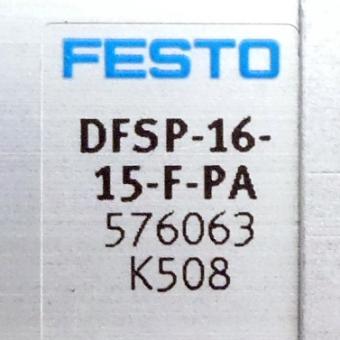 FESTO
DFSP-16-
15-F-PA
576063
K508